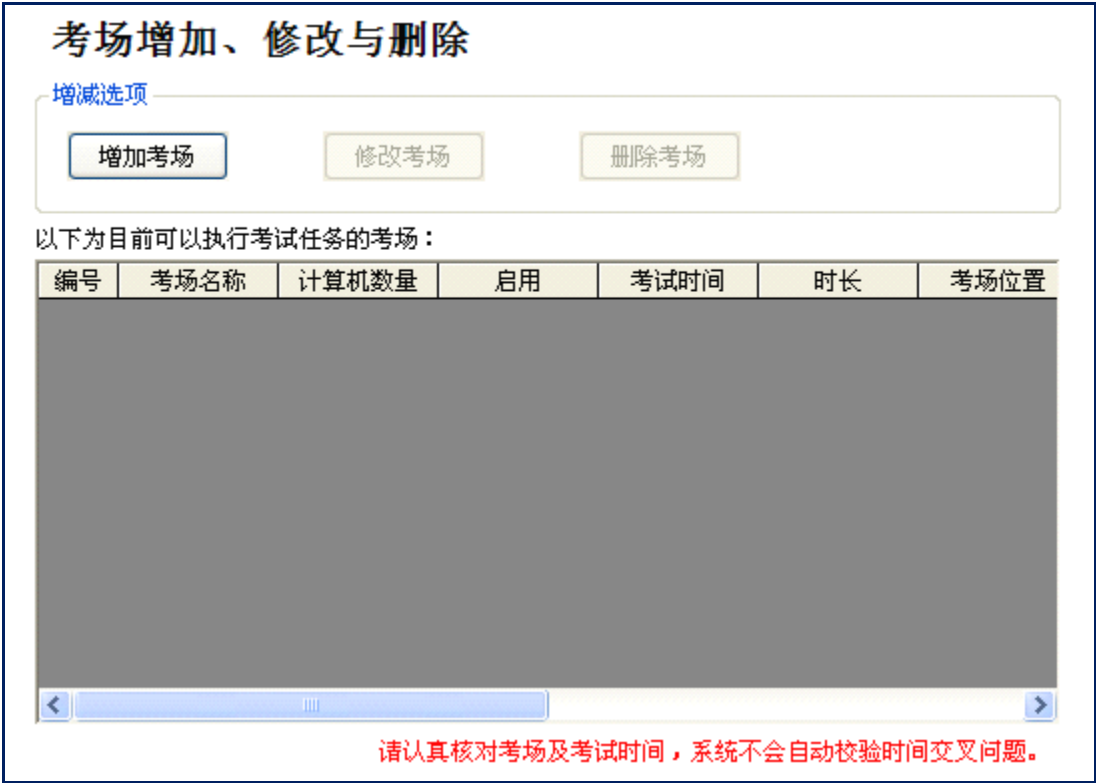 考场增加、修改与删除
增减选项
增加考场 修改考场 删除考场
以下为目前可以执行考试任务的考场：
编号 考场名称 计算机数量 启用 考试时间 时长 考场位置
请认真核对考场及考试时间，系统不会自动校验时间交叉问题。